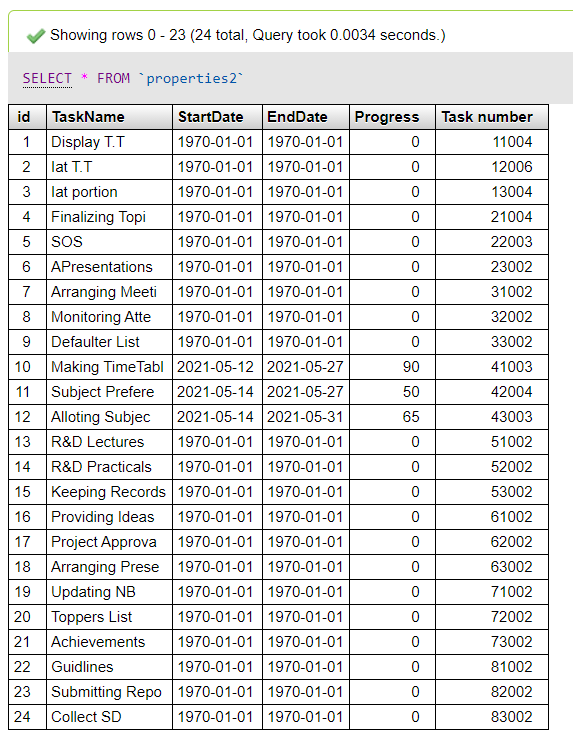 Showing rows 0 - 23 (24 total, Query took 0.0034 seconds.)
SELECT * FROM `properties2`
id TaskName StartDate EndDate Progress Task number
1 Display T.T 1970-01-01 1970-01-01 0 11004
2 Iat T.T 1970-01-01 1970-01-01 0 12006
3 Iat portion 1970-01-01 1970-01-01 0 13004
4 Finalizing Topi 1970-01-01 1970-01-01 0 21004
5 SOS 1970-01-01 1970-01-01 0 22003
6 APresentations 1970-01-01 1970-01-01 0 23002
7 Arranging Meeti 1970-01-01 1970-01-01 0 31002
8 Monitoring Atte 1970-01-01 1970-01-01 0 32002
9 Defaulter List 1970-01-01 1970-01-01 0 33002
10 Making TimeTabl 2021-05-12 2021-05-27 90 41003
11 Subject Prefere 2021-05-14 2021-05-27 50 42004
12 Alloting Subjec 2021-05-14 2021-05-31 65 43003
13 R&D Lectures 1970-01-01 1970-01-01 0 51002
14 R&D Practicals 1970-01-01 1970-01-01 0 52002
15 Keeping Records 1970-01-01 1970-01-01 0 53002
16 Providing Ideas 1970-01-01 1970-01-01 0 61002
17 Project Approva 1970-01-01 1970-01-01 0 62002
18 Arranging Prese 1970-01-01 1970-01-01 0 63002
19 Updating NB 1970-01-01 1970-01-01 0 71002
20 Toppers List 1970-01-01 1970-01-01 0 72002
21 Achievements 1970-01-01 1970-01-01 0 73002
22 Guidlines 1970-01-01 1970-01-01 0 81002
23 Submitting Repo 1970-01-01 1970-01-01 0 82002
24 Collect SD 1970-01-01 1970-01-01 0 83002